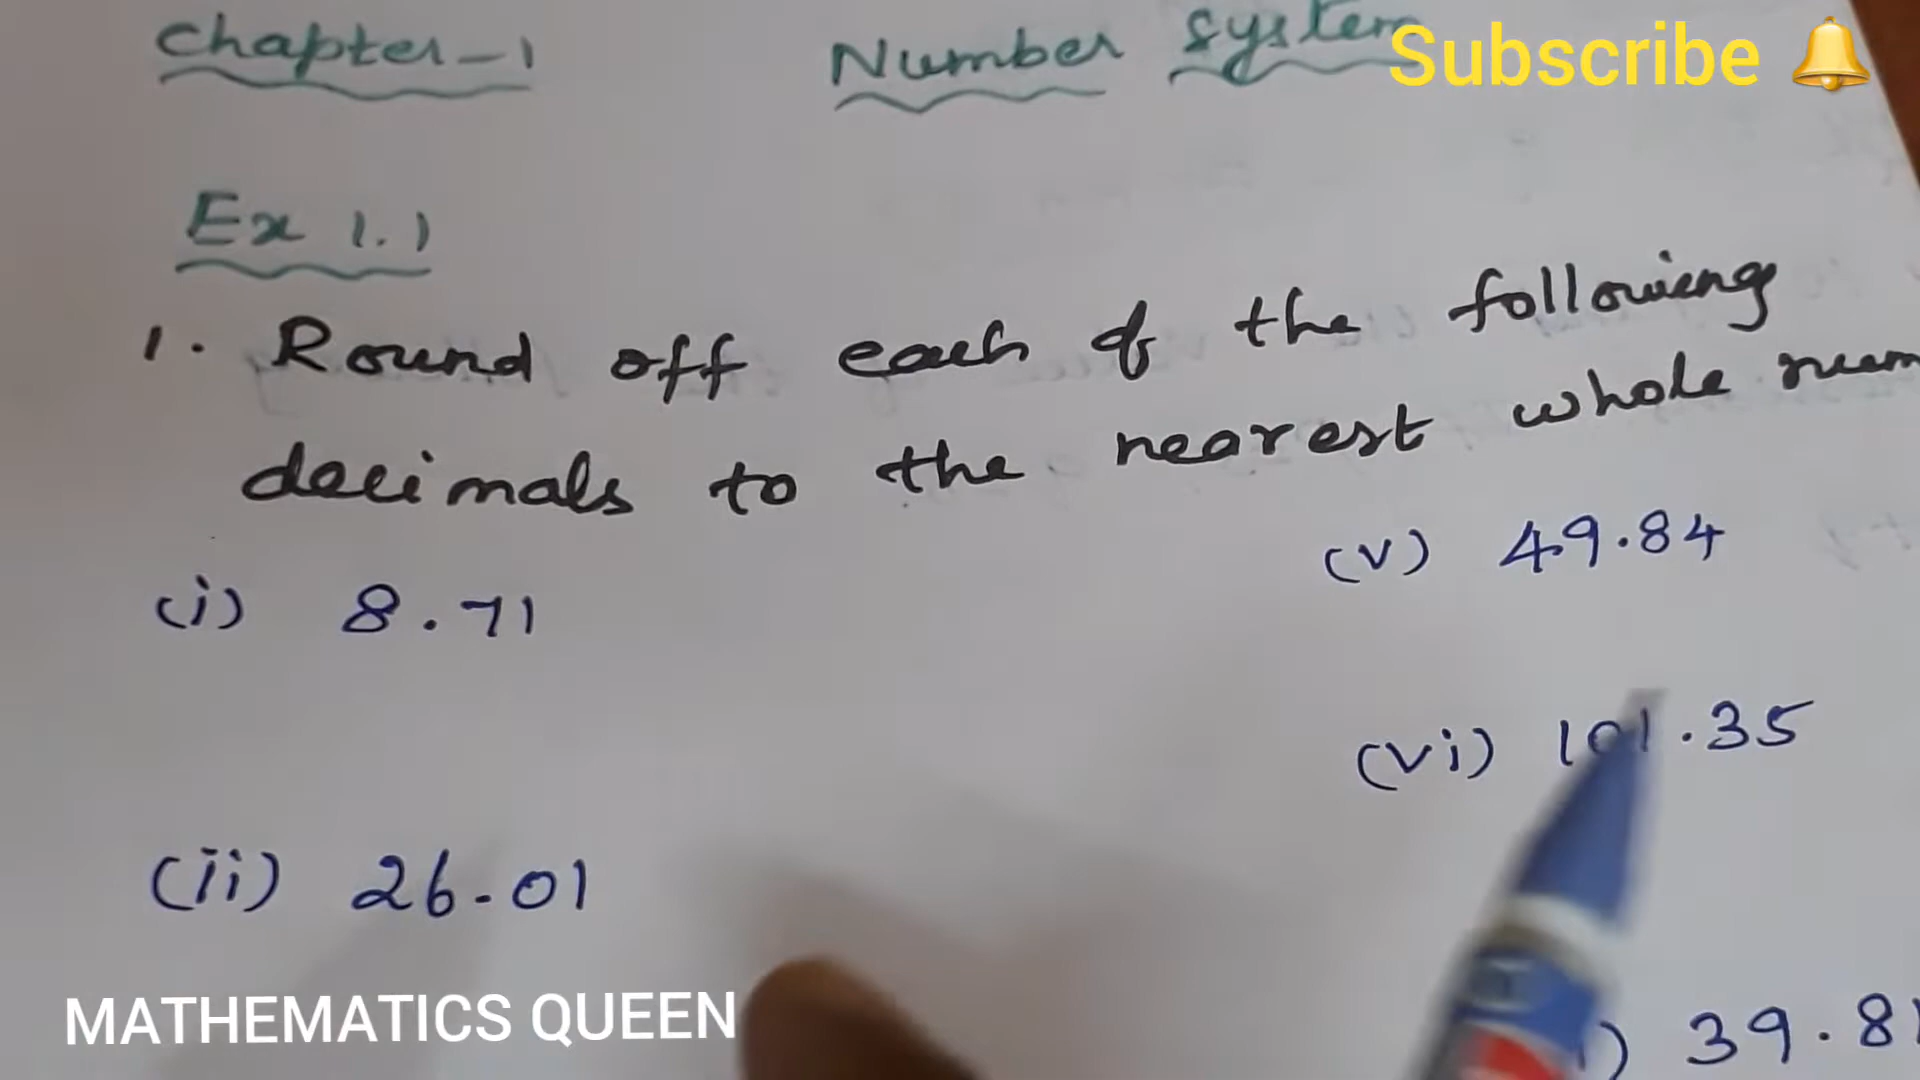 Chapter-1 Number System
Subscribe
Ex 1.1
1. Round off each of the following
decimals to the nearest whole
(i) 8.71
(v) 49.84
(vi) 101.35
(ii) 26.01
39.81
MATHEMATICS QUEEN